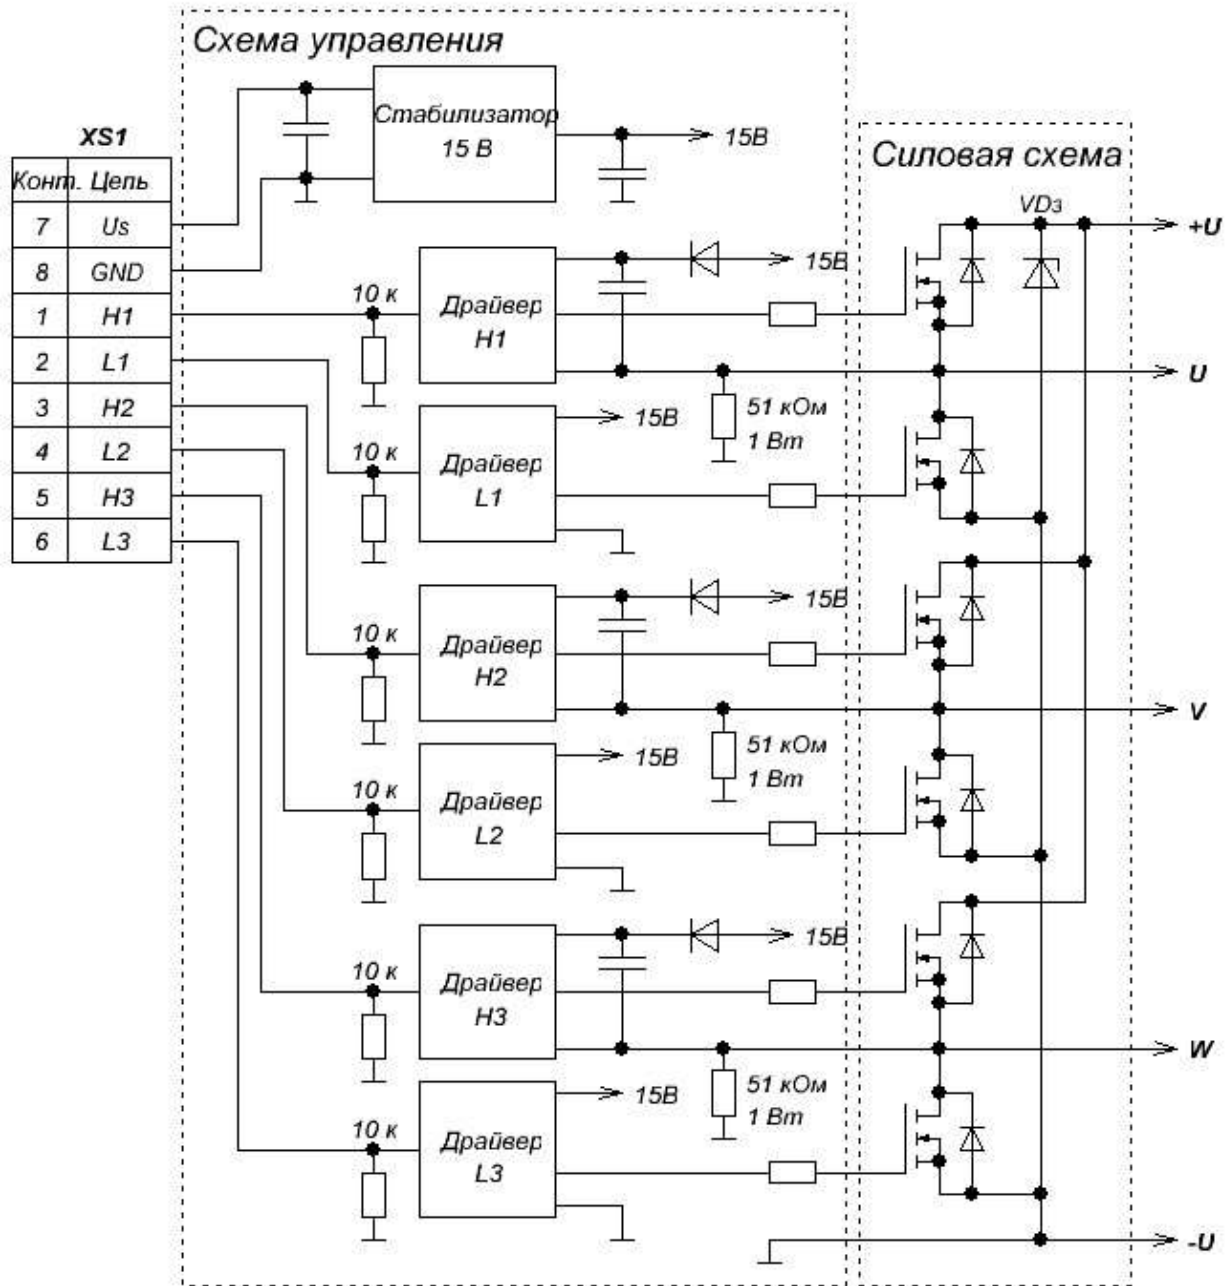 Схема управления
Стабилизатор
15 В
15В
XS1
Конт. Цепь
7 Us
8 GND
1 H1
2 L1
3 H2
4 L2
5 H3
6 L3
Силовая схема
VD3
+U
10 к
Драйвер
H1
15В
U
10 к
Драйвер
L1
15В
51 кОм
1 Вт
10 к
Драйвер
H2
15В
V
10 к
Драйвер
L2
15В
51 кОм
1 Вт
10 к
Драйвер
H3
15В
W
10 к
Драйвер
L3
15В
51 кОм
1 Вт
-U